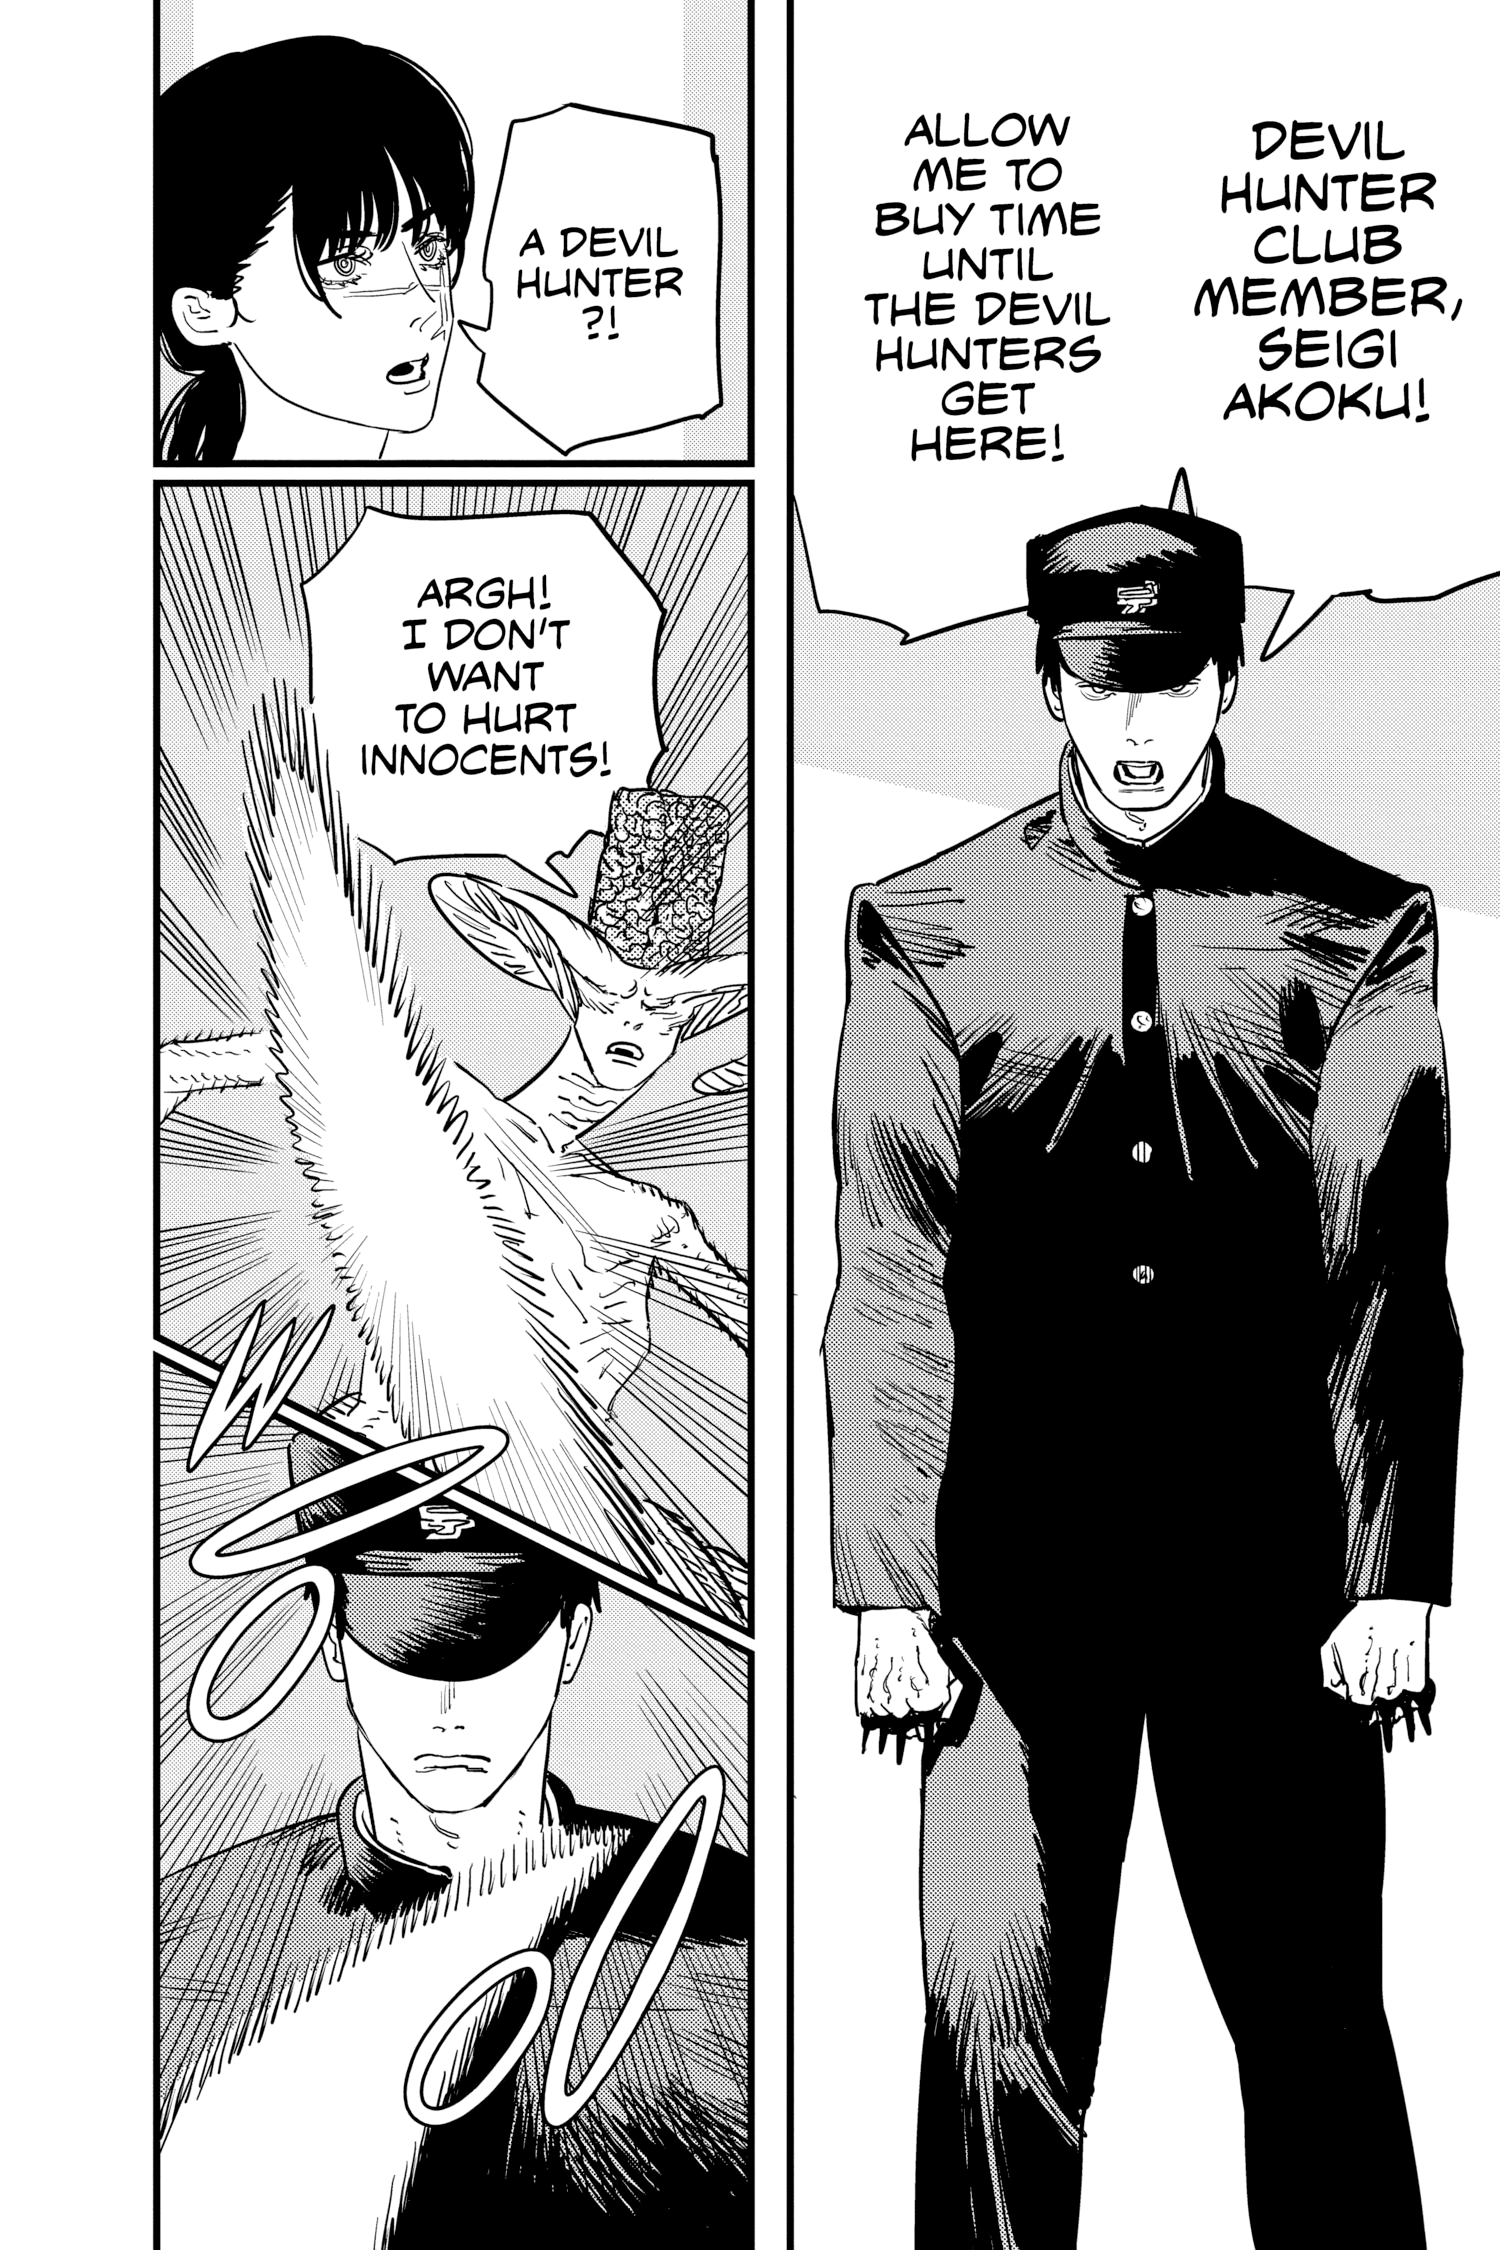 DEVIL
HUNTER
CLUB
MEMBER,
SEIGI
AKOKU!
ALLOW
ME TO
BUY TIME
UNTIL
THE DEVIL
HUNTERS
GET
HERE!
A DEVIL
HUNTER
?!
ARGH!
I DON'T
WANT
TO HURT
INNOCENTS!
WOOOO